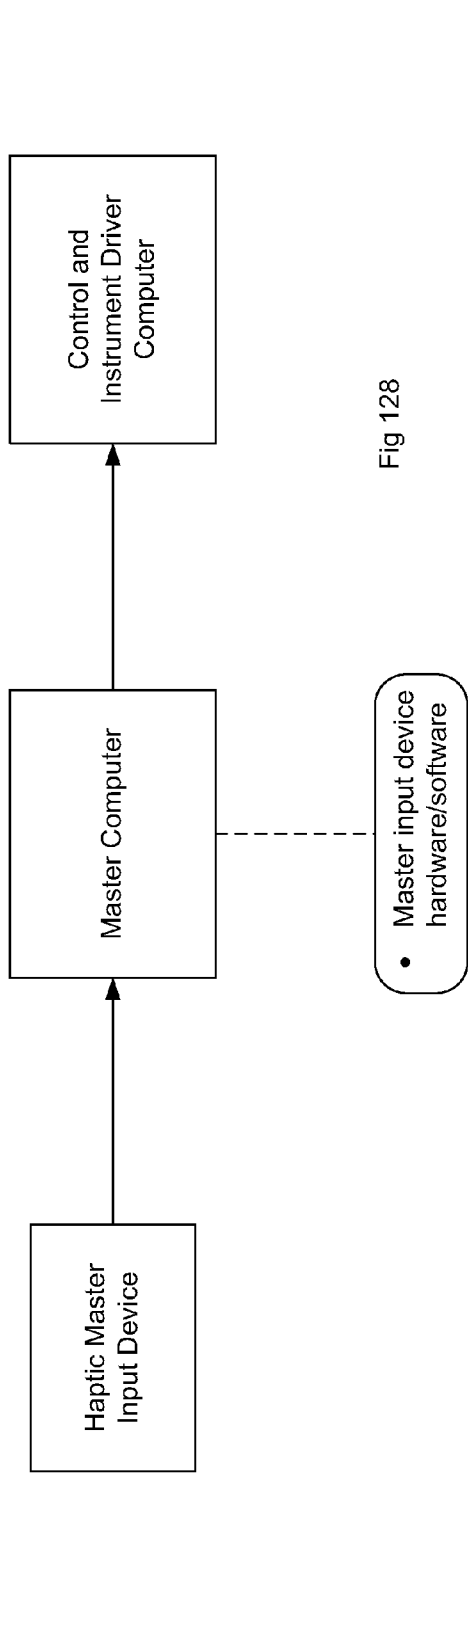 Haptic Master
Input Device
Master Computer
Control and
Instrument Driver
Computer
• Master input device
hardware/software
Fig 128